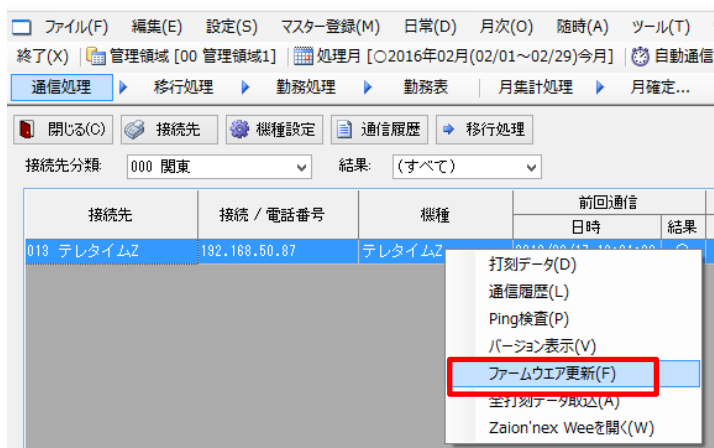 ファイル(F) 編集(E) 設定(S) マスター登録(M) 日常(D) 月次(O) 随時(A) ツール(T)
終了(X) 管理領域 [00 管理領域1] 処理月 [○2016年02月(02/01～02/29)今月] 自動通信
通信処理 移行処理 勤務処理 勤務表 月集計処理 月確定...
閉じる(C) 接続先 機種設定 通信履歴 移行処理
接続先分類: 000 関東 結果: (すべて)
接続先 接続 / 電話番号 機種 前回通信
日時 結果
013 テレタイムZ 192.168.50.87 テレタイムZ
打刻データ(D)
通信履歴(L)
Ping検査(P)
バージョン表示(V)
ファームウエア更新(F)
全打刻データ取込(A)
Zaion'nex Weeを開く(W)